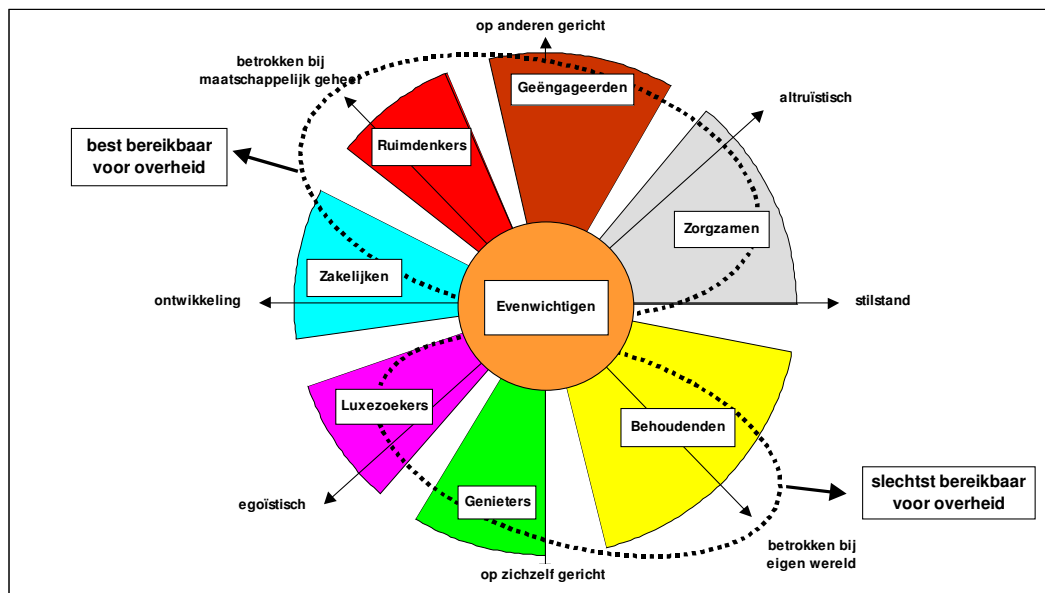 op anderen gericht
betrokken bij
maatschappelijk geheel
Geëngageerden
altruïstisch
best bereikbaar
voor overheid
Ruimdenkers
Zorgzamen
Zakelijken
ontwikkeling
Evenwichtigen
stilstand
Luxezoekers
Behoudenden
egoïstisch
Genieters
slechtst bereikbaar
voor overheid
op zichzelf gericht
betrokken bij
eigen wereld